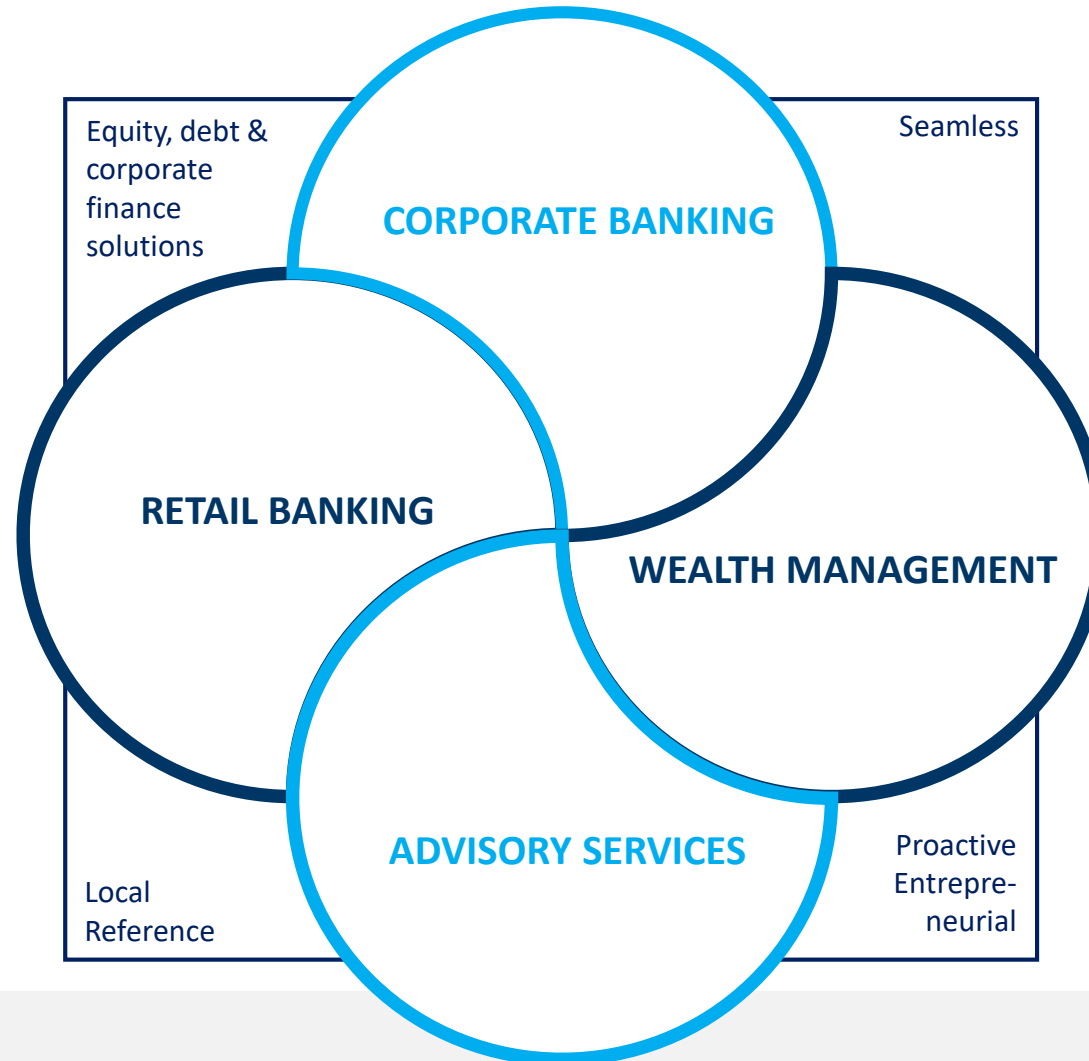 Equity, debt &
corporate
finance
solutions
Seamless
CORPORATE BANKING
RETAIL BANKING
WEALTH MANAGEMENT
ADVISORY SERVICES
Local
Reference
Proactive
Entrepre-
neurial